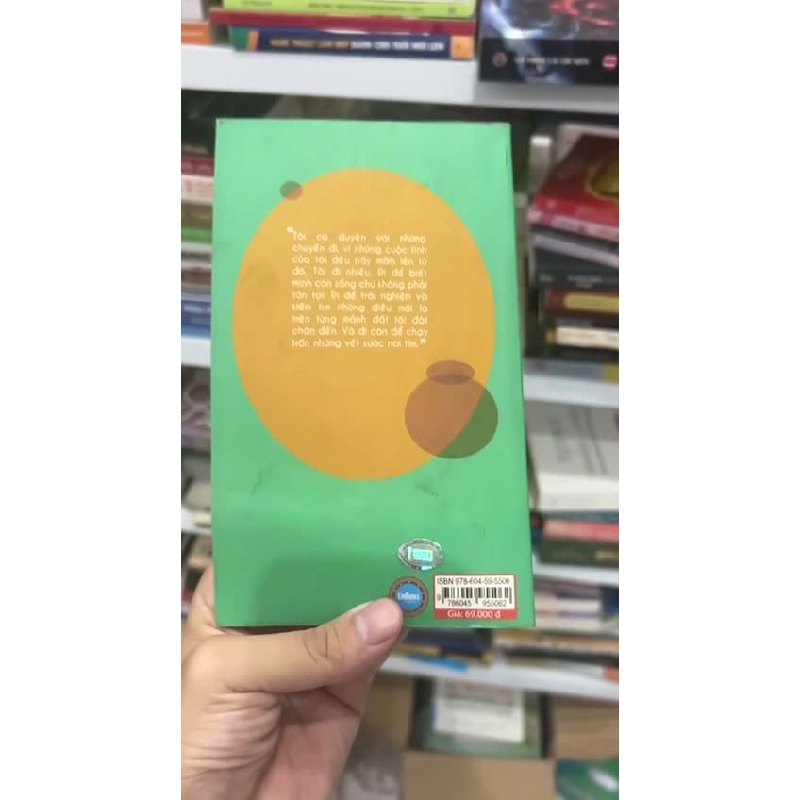 "Tôi có duyên với những
chuyến đi, vì những cuộc tình
của tôi đều nảy mầm lên từ
đó. Tôi đi nhiều. Đi để biết
mình còn sống chứ không phải
tồn tại. Đi để trải nghiệm và
kiếm tìm những điều mới lạ
trên từng mảnh đất tôi đặt
chân đến. Và đi còn để chạy
trốn những vết xước nơi tim."
ISBN 978-604-59-5506
9 786045 955062
Giá: 69.000 đ